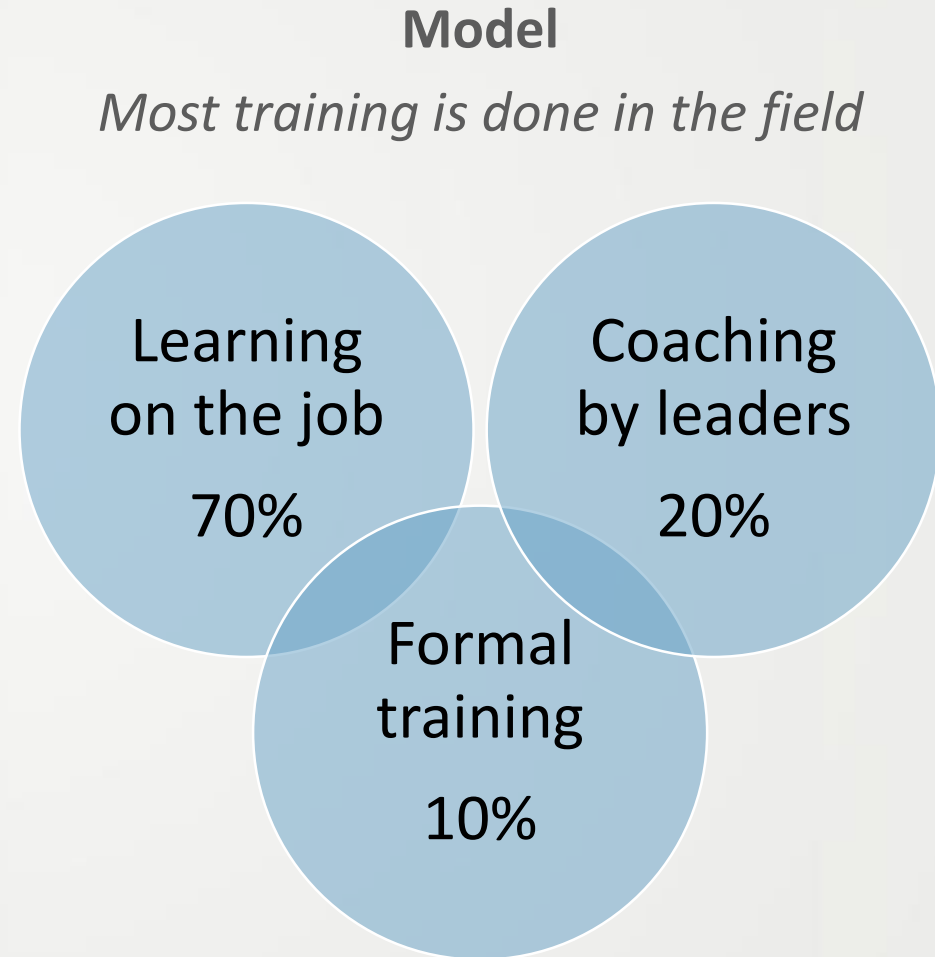 Model
Most training is done in the field
Learning
on the job
70%
Coaching
by leaders
20%
Formal
training
10%